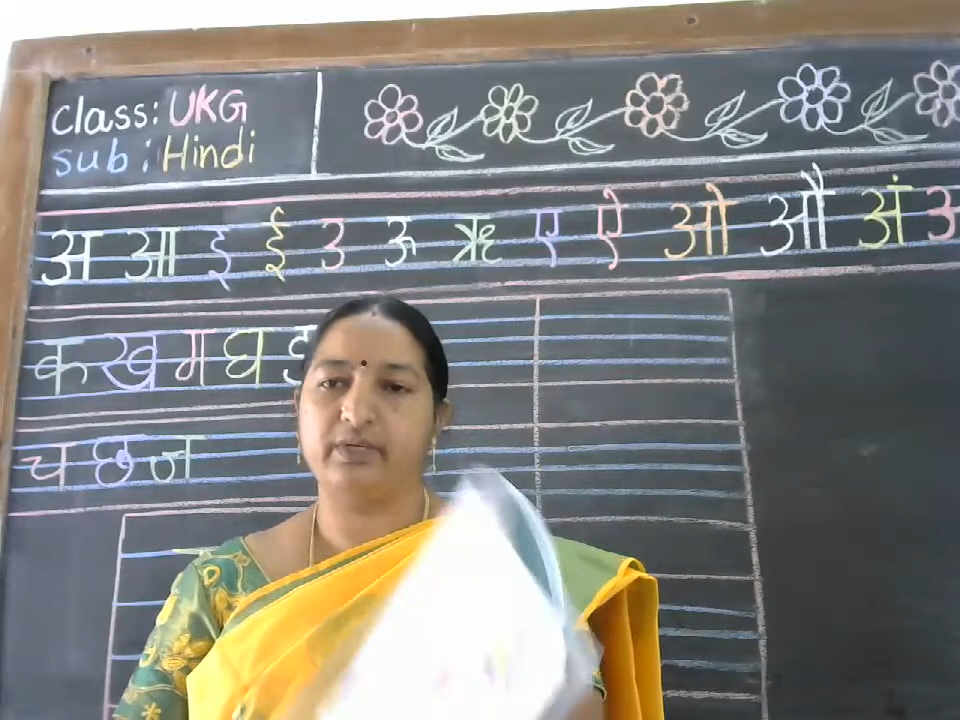 Class: UKG
Sub: Hindi
अ आ इ ई उ ऊ ऋ ए ऐ ओ औ अं
क ख ग घ
च छ ज